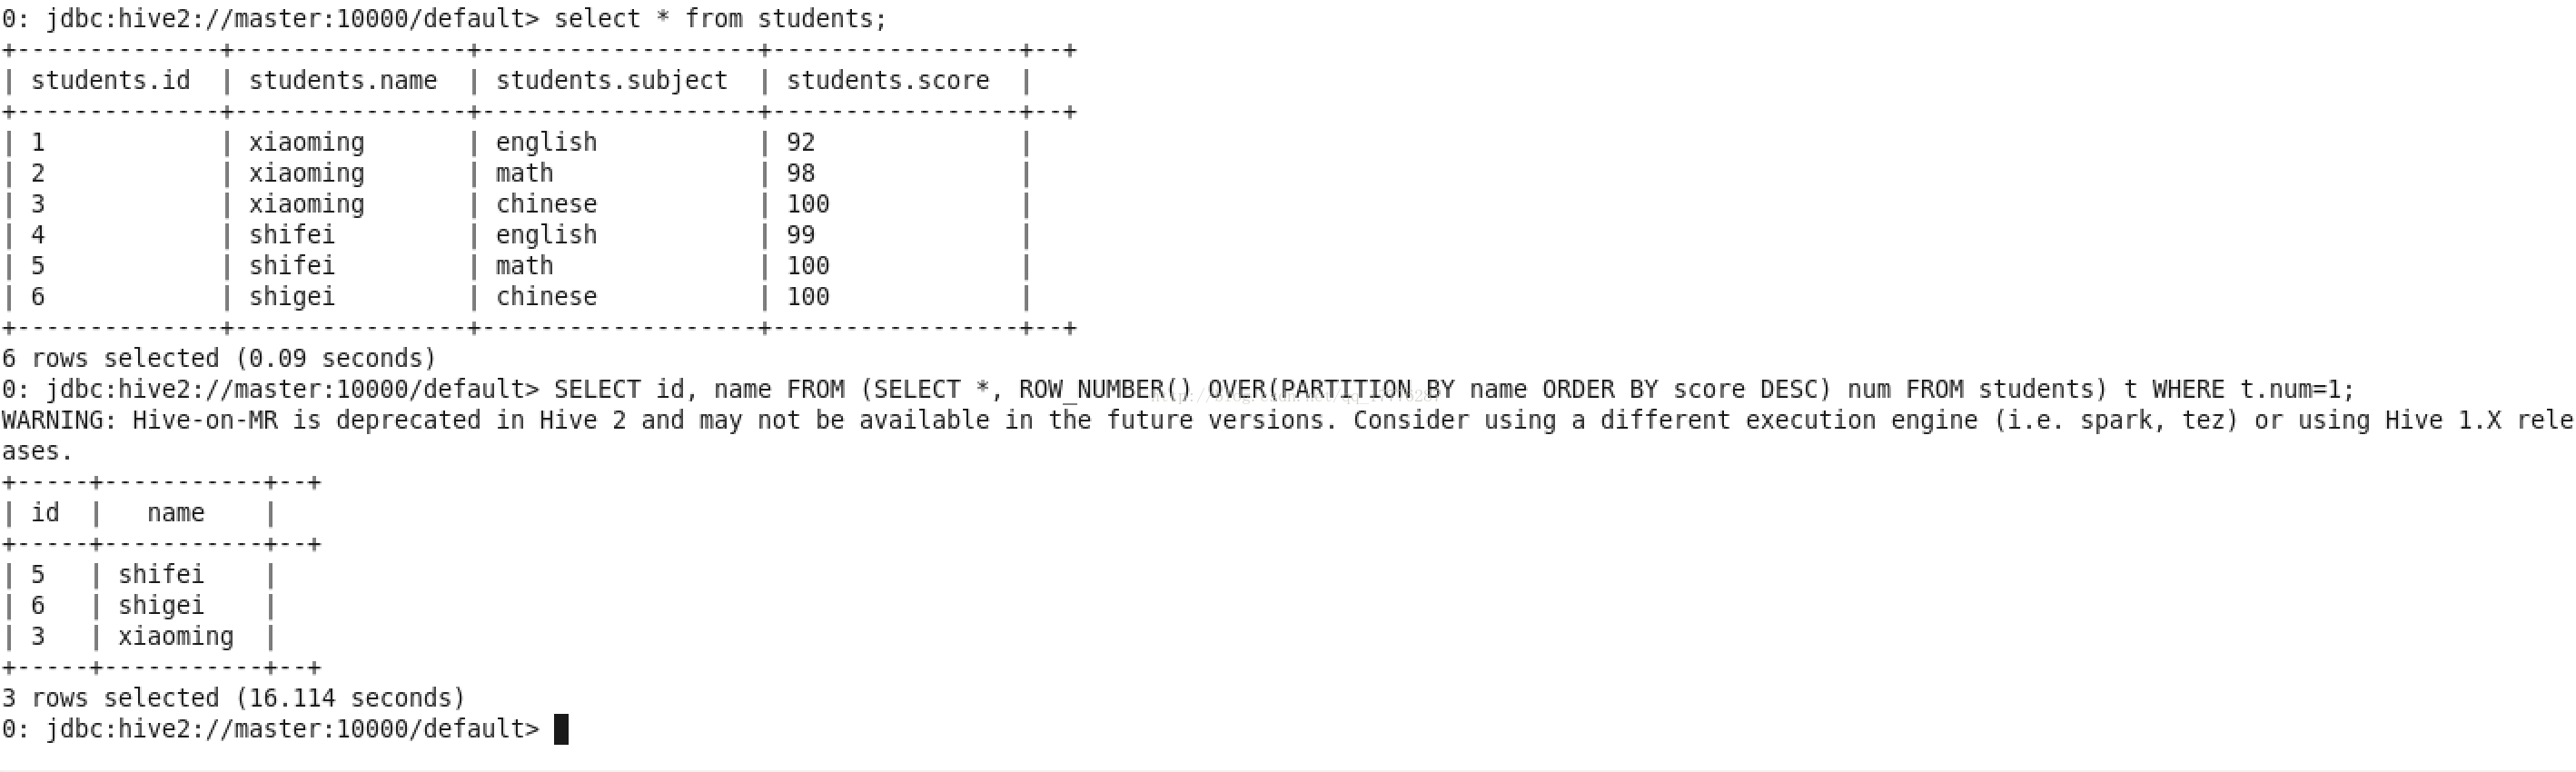 0: jdbc:hive2://master:10000/default> select * from students;
+---------------+-----------------+-------------------+-----------------+--+
| students.id | students.name | students.subject | students.score |
+---------------+-----------------+-------------------+-----------------+--+
| 1 | xiaoming | english | 92 |
| 2 | xiaoming | math | 98 |
| 3 | xiaoming | chinese | 100 |
| 4 | shifei | english | 99 |
| 5 | shifei | math | 100 |
| 6 | shigei | chinese | 100 |
+---------------+-----------------+-------------------+-----------------+--+
6 rows selected (0.09 seconds)
0: jdbc:hive2://master:10000/default> SELECT id, name FROM (SELECT *, ROW_NUMBER() OVER(PARTITION BY name ORDER BY score DESC) num FROM students) t WHERE t.num=1;
WARNING: Hive-on-MR is deprecated in Hive 2 and may not be available in the future versions. Consider using a different execution engine (i.e. spark, tez) or using Hive 1.X rele
ases.
+-----+-----------+--+
| id | name |
+-----+-----------+--+
| 5 | shifei |
| 6 | shigei |
| 3 | xiaoming |
+-----+-----------+--+
3 rows selected (16.114 seconds)
0: jdbc:hive2://master:10000/default>